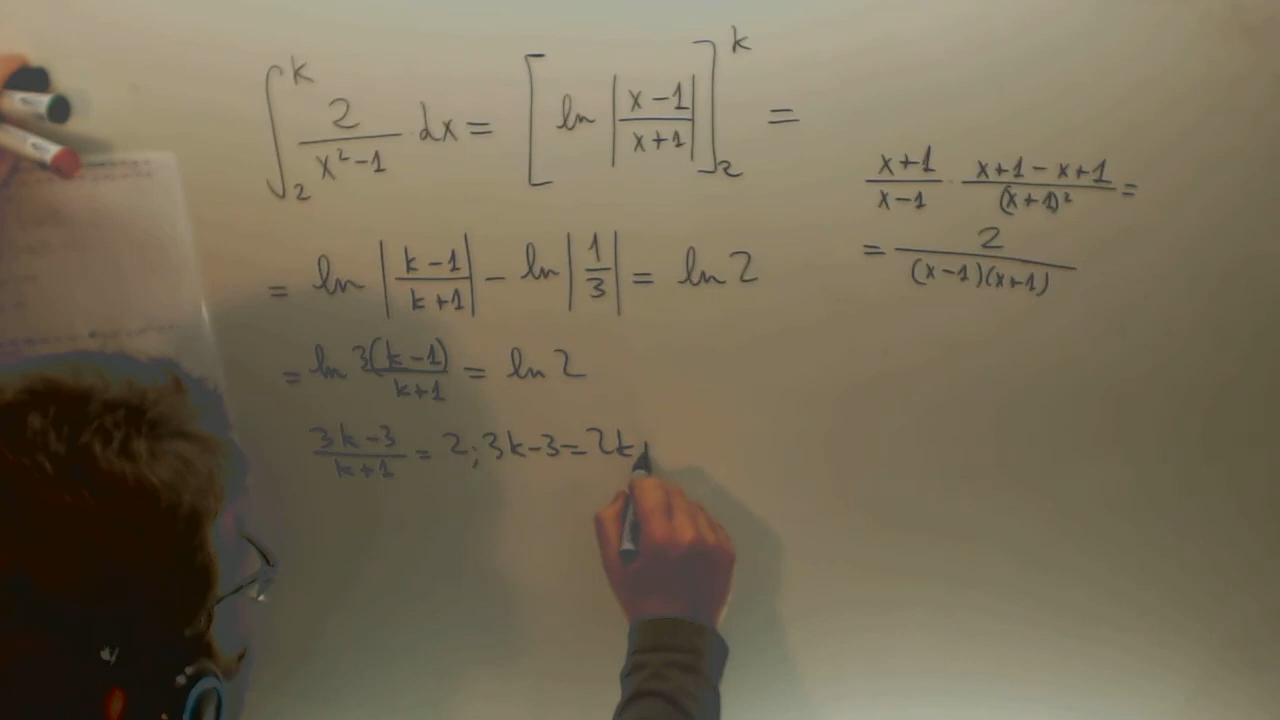 ∫₂ᵏ 2/(x²-1) dx = [ln |(x-1)/(x+1)|]₂ᵏ =
= ln |(k-1)/(k+1)| - ln |1/3| = ln 2
= ln 3(k-1)/(k+1) = ln 2
(3k-3)/(k+1) = 2; 3k-3=2k
(x+1)/(x-1) · (x+1-x+1)/(x+1)² =
= 2/((x-1)(x+1))